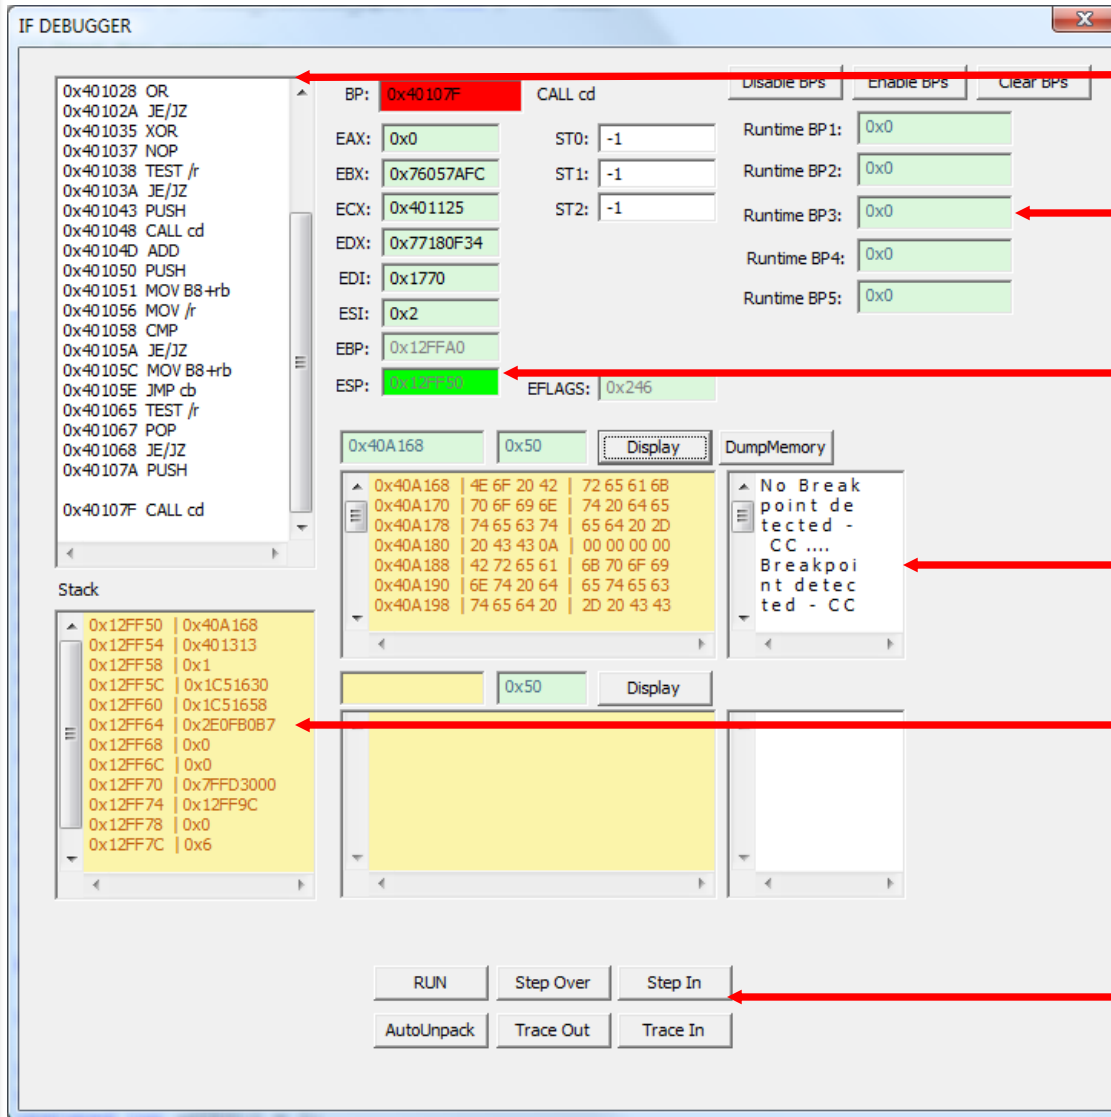 IF DEBUGGER
0x401028 OR
0x40102A JE/JZ
0x401035 XOR
0x401037 NOP
0x401038 TEST /r
0x40103A JE/JZ
0x401043 PUSH
0x401048 CALL cd
0x40104D ADD
0x401050 PUSH
0x401051 MOV B8+rb
0x401056 MOV /r
0x401058 CMP
0x40105A JE/JZ
0x40105C MOV B8+rb
0x40105E JMP cb
0x401065 TEST /r
0x401067 POP
0x401068 JE/JZ
0x40107A PUSH
0x40107F CALL cd
BP: 0x40107F CALL cd
EAX: 0x0 ST0: -1
EBX: 0x76057AFC ST1: -1
ECX: 0x401125 ST2: -1
EDX: 0x77180F34
EDI: 0x1770
ESI: 0x2
EBP: 0x12FFA0
ESP: 0x12FF50 EFLAGS: 0x246
Disable BPs Enable BPs Clear BPs
Runtime BP1: 0x0
Runtime BP2: 0x0
Runtime BP3: 0x0
Runtime BP4: 0x0
Runtime BP5: 0x0
0x40A168 0x50 Display DumpMemory
0x40A168 | 4E 6F 20 42 | 72 65 61 6B
0x40A170 | 70 6F 69 6E | 74 20 64 65
0x40A178 | 74 65 63 74 | 65 64 20 2D
0x40A180 | 20 43 43 0A | 00 00 00 00
0x40A188 | 42 72 65 61 | 6B 70 6F 69
0x40A190 | 6E 74 20 64 | 65 74 65 63
0x40A198 | 74 65 64 20 | 2D 20 43 43
No Break
point de
tected -
CC ....
Breakpoi
nt detec
ted - CC
Stack
0x12FF50 | 0x40A168
0x12FF54 | 0x401313
0x12FF58 | 0x1
0x12FF5C | 0x1C51630
0x12FF60 | 0x1C51658
0x12FF64 | 0x2E0FB0B7
0x12FF68 | 0x0
0x12FF6C | 0x0
0x12FF70 | 0x7FFD3000
0x12FF74 | 0x12FF9C
0x12FF78 | 0x0
0x12FF7C | 0x6
0x50 Display
RUN Step Over Step In
AutoUnpack Trace Out Trace In